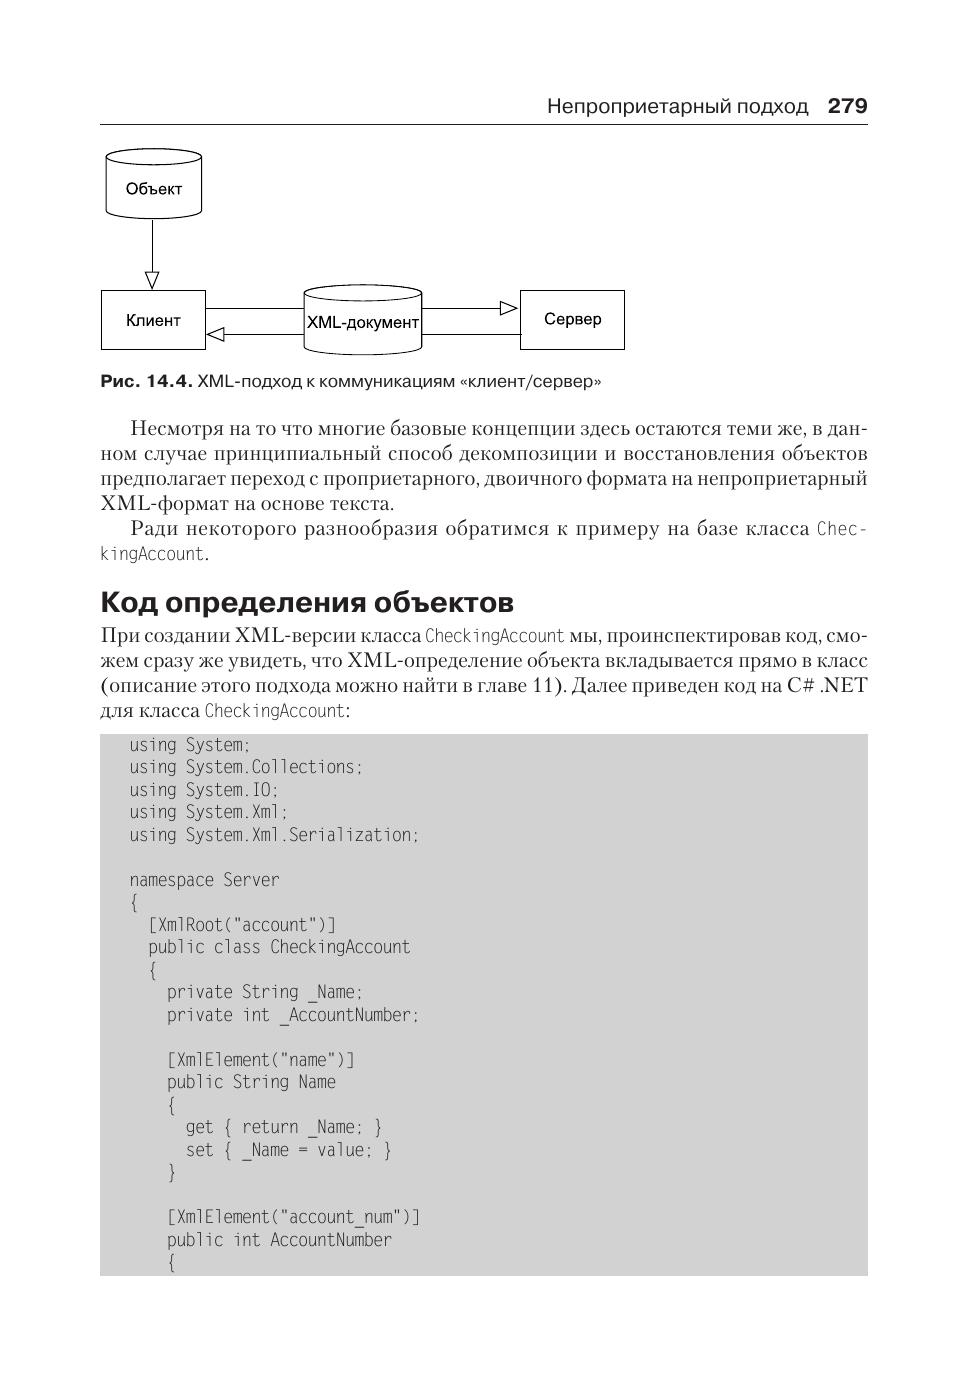 Непроприетарный подход 279
Объект
Клиент
XML-документ
Сервер
Рис. 14.4. XML-подход к коммуникациям «клиент/сервер»
Несмотря на то что многие базовые концепции здесь остаются теми же, в дан-
ном случае принципиальный способ декомпозиции и восстановления объектов
предполагает переход с проприетарного, двоичного формата на непроприетарный
XML-формат на основе текста.
Ради некоторого разнообразия обратимся к примеру на базе класса Chec-
kingAccount.
Код определения объектов
При создании XML-версии класса CheckingAccount мы, проинспектировав код, смо-
жем сразу же увидеть, что XML-определение объекта вкладывается прямо в класс
(описание этого подхода можно найти в главе 11). Далее приведен код на C# .NET
для класса CheckingAccount:
using System;
using System.Collections;
using System.IO;
using System.Xml;
using System.Xml.Serialization;
namespace Server
{
[XmlRoot("account")]
public class CheckingAccount
{
private String _Name;
private int _AccountNumber;
[XmlElement("name")]
public String Name
{
get { return _Name; }
set { _Name = value; }
}
[XmlElement("account_num")]
public int AccountNumber
{